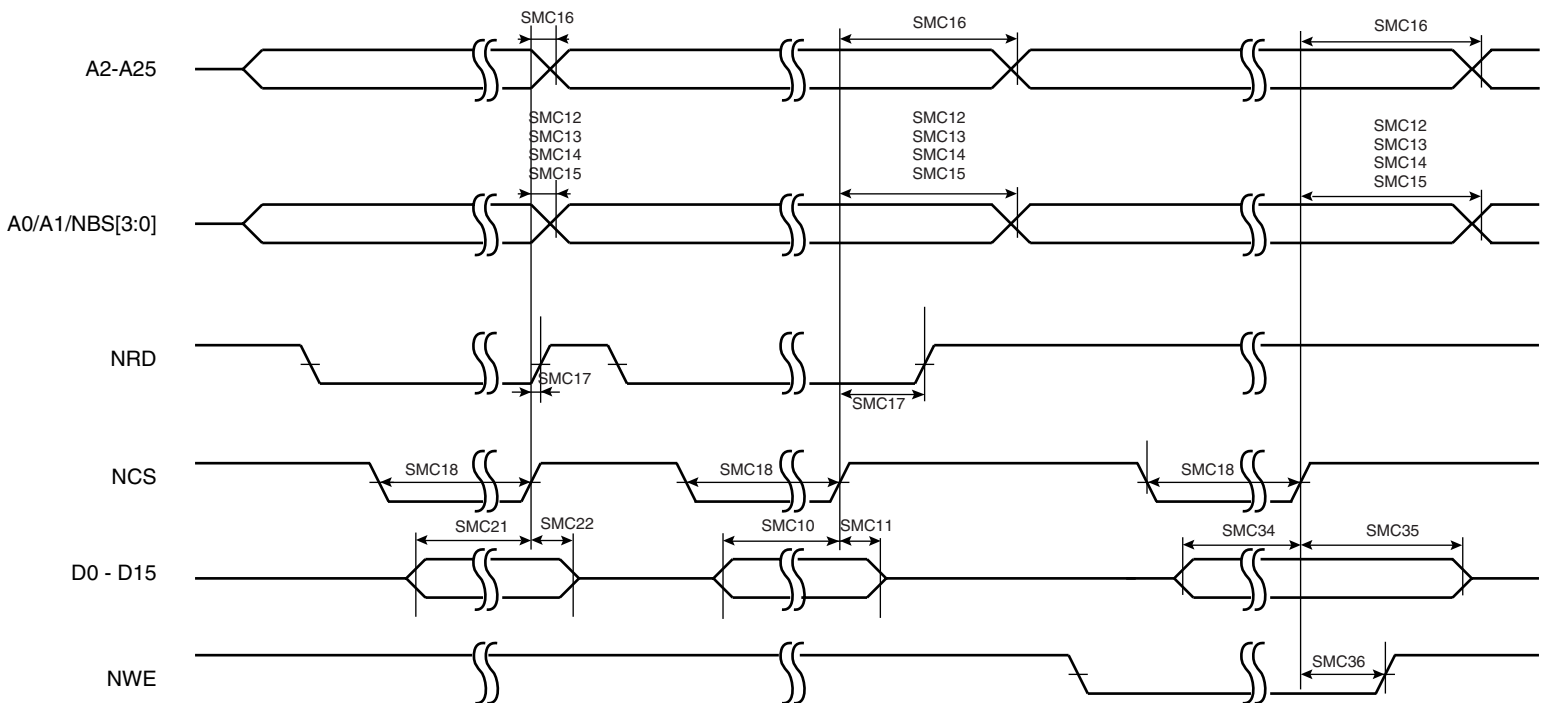 SMC16
SMC16
SMC16
A2-A25
SMC12
SMC13
SMC14
SMC15
SMC12
SMC13
SMC14
SMC15
SMC12
SMC13
SMC14
SMC15
A0/A1/NBS[3:0]
NRD
SMC17
SMC17
NCS
SMC18
SMC18
SMC18
SMC21
SMC22
SMC10
SMC11
SMC34
SMC35
D0 - D15
NWE
SMC36